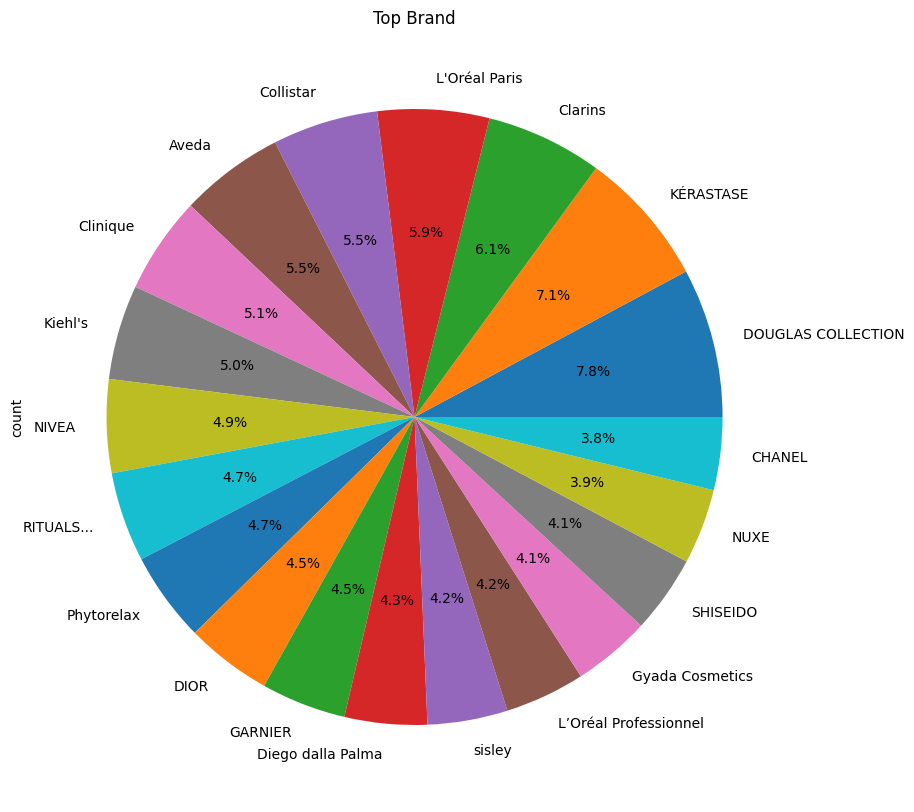 Top Brand
L'Oréal Paris
Collistar
Clarins
Aveda
KÉRASTASE
Clinique
5.9%
5.5%
6.1%
5.5%
7.1%
5.1%
Kiehl's
DOUGLAS COLLECTION
5.0%
7.8%
count
NIVEA
4.9%
3.8%
CHANEL
4.7%
3.9%
RITUALS...
4.7%
4.1%
NUXE
4.5%
4.1%
4.5%
4.2%
4.3%
4.2%
Phytorelax
SHISEIDO
Gyada Cosmetics
DIOR
L’Oréal Professionnel
GARNIER
Diego dalla Palma
sisley